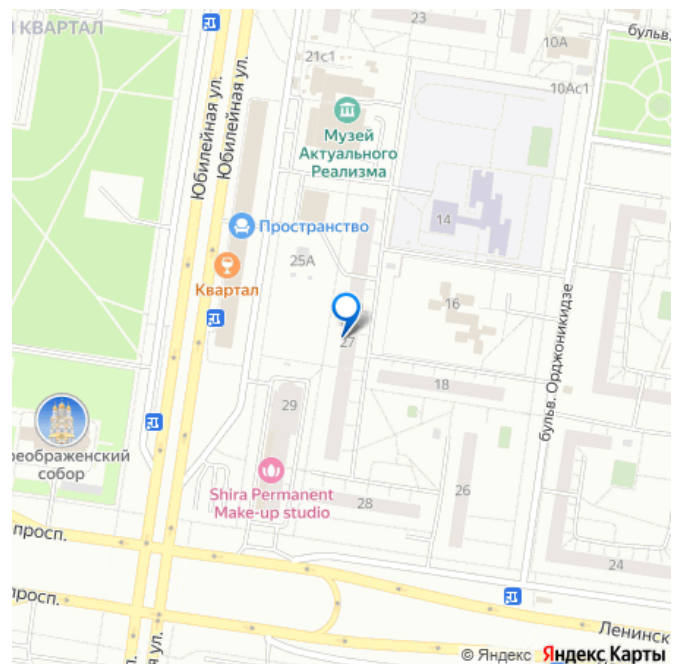 КВАРТАЛ
23
10А
бульв.
21с1
10Ас1
Юбилейная ул.
Юбилейная ул.
Музей
Актуального
Реализма
14
Пространство
25А
Квартал
16
27
бульв. Орджоникидзе
18
29
реображенский
собор
Shira Permanent
Make-up studio
28
26
просп.
24
просп.
Ленинск
ая ул.
© Яндекс Яндекс Карты